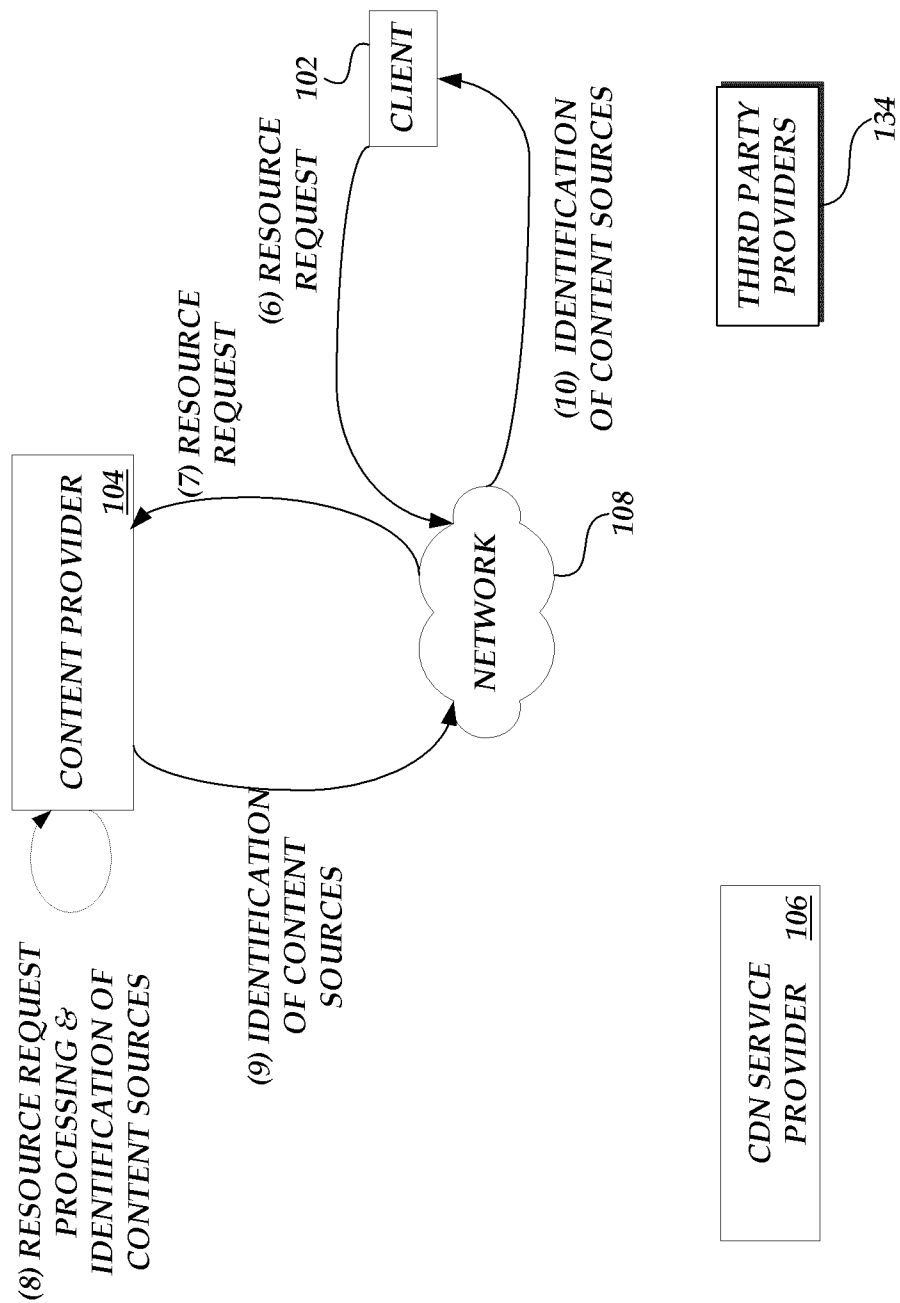 (8) RESOURCE REQUEST
PROCESSING &
IDENTIFICATION OF
CONTENT SOURCES
CONTENT PROVIDER
104
(7) RESOURCE
REQUEST
(6) RESOURCE
REQUEST
102
CLIENT
(9) IDENTIFICATION
OF CONTENT
SOURCES
NETWORK
108
(10) IDENTIFICATION
OF CONTENT SOURCES
CDN SERVICE
PROVIDER
106
THIRD PARTY
PROVIDERS
134